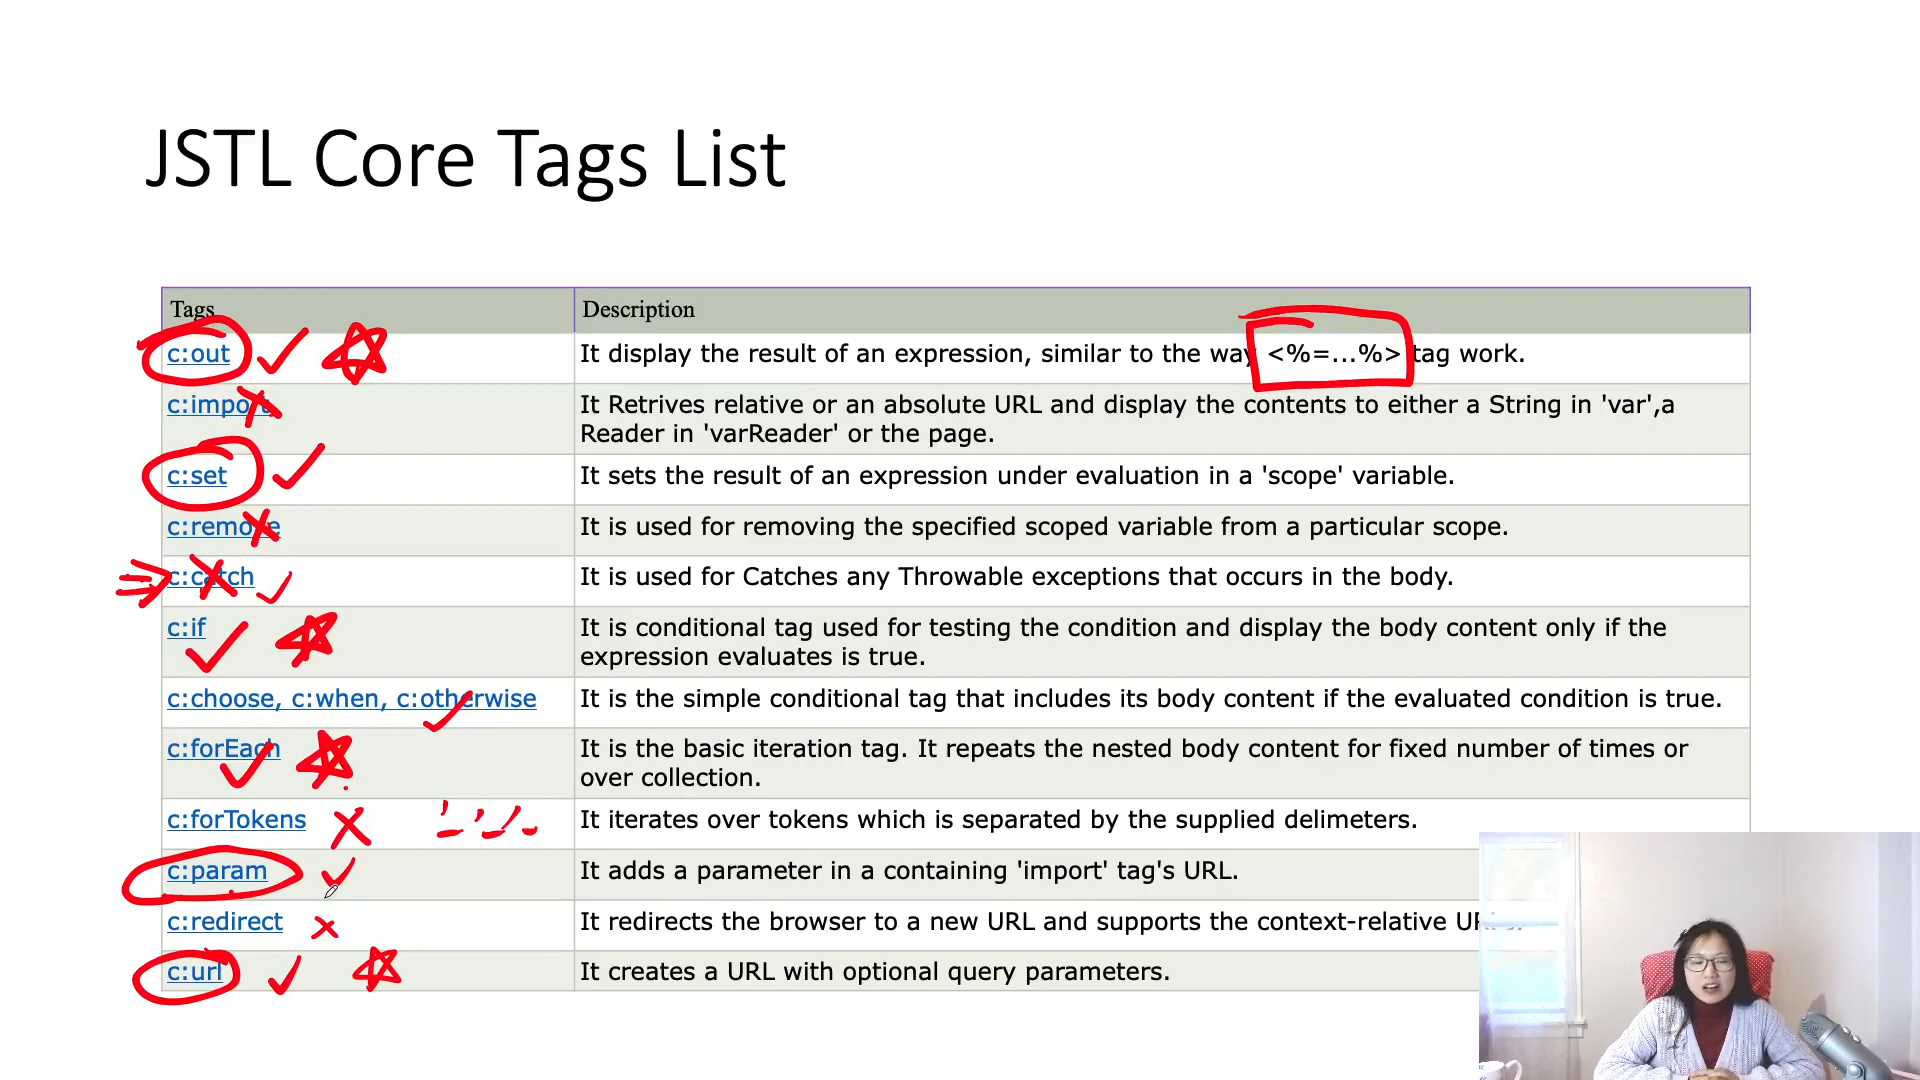 JSTL Core Tags List
Tags Description
c:out It display the result of an expression, similar to the way <%=...%> tag work.
c:import It Retrives relative or an absolute URL and display the contents to either a String in 'var',a
Reader in 'varReader' or the page.
c:set It sets the result of an expression under evaluation in a 'scope' variable.
c:remove It is used for removing the specified scoped variable from a particular scope.
c:catch It is used for Catches any Throwable exceptions that occurs in the body.
c:if It is conditional tag used for testing the condition and display the body content only if the
expression evaluates is true.
c:choose, c:when, c:otherwise It is the simple conditional tag that includes its body content if the evaluated condition is true.
c:forEach It is the basic iteration tag. It repeats the nested body content for fixed number of times or
over collection.
c:forTokens It iterates over tokens which is separated by the supplied delimeters.
c:param It adds a parameter in a containing 'import' tag's URL.
c:redirect It redirects the browser to a new URL and supports the context-relative
c:url It creates a URL with optional query parameters.